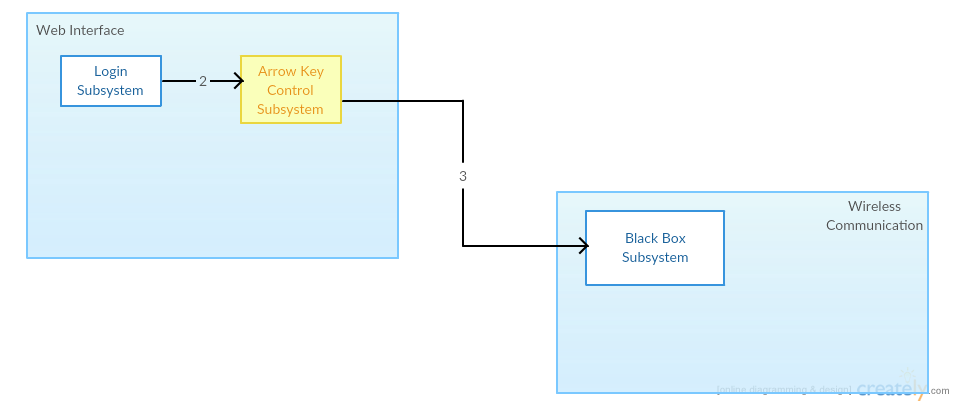 Web Interface
Login
Subsystem
2
Arrow Key
Control
Subsystem
3
Wireless
Communication
Black Box
Subsystem
[online diagramming & design] creately.com